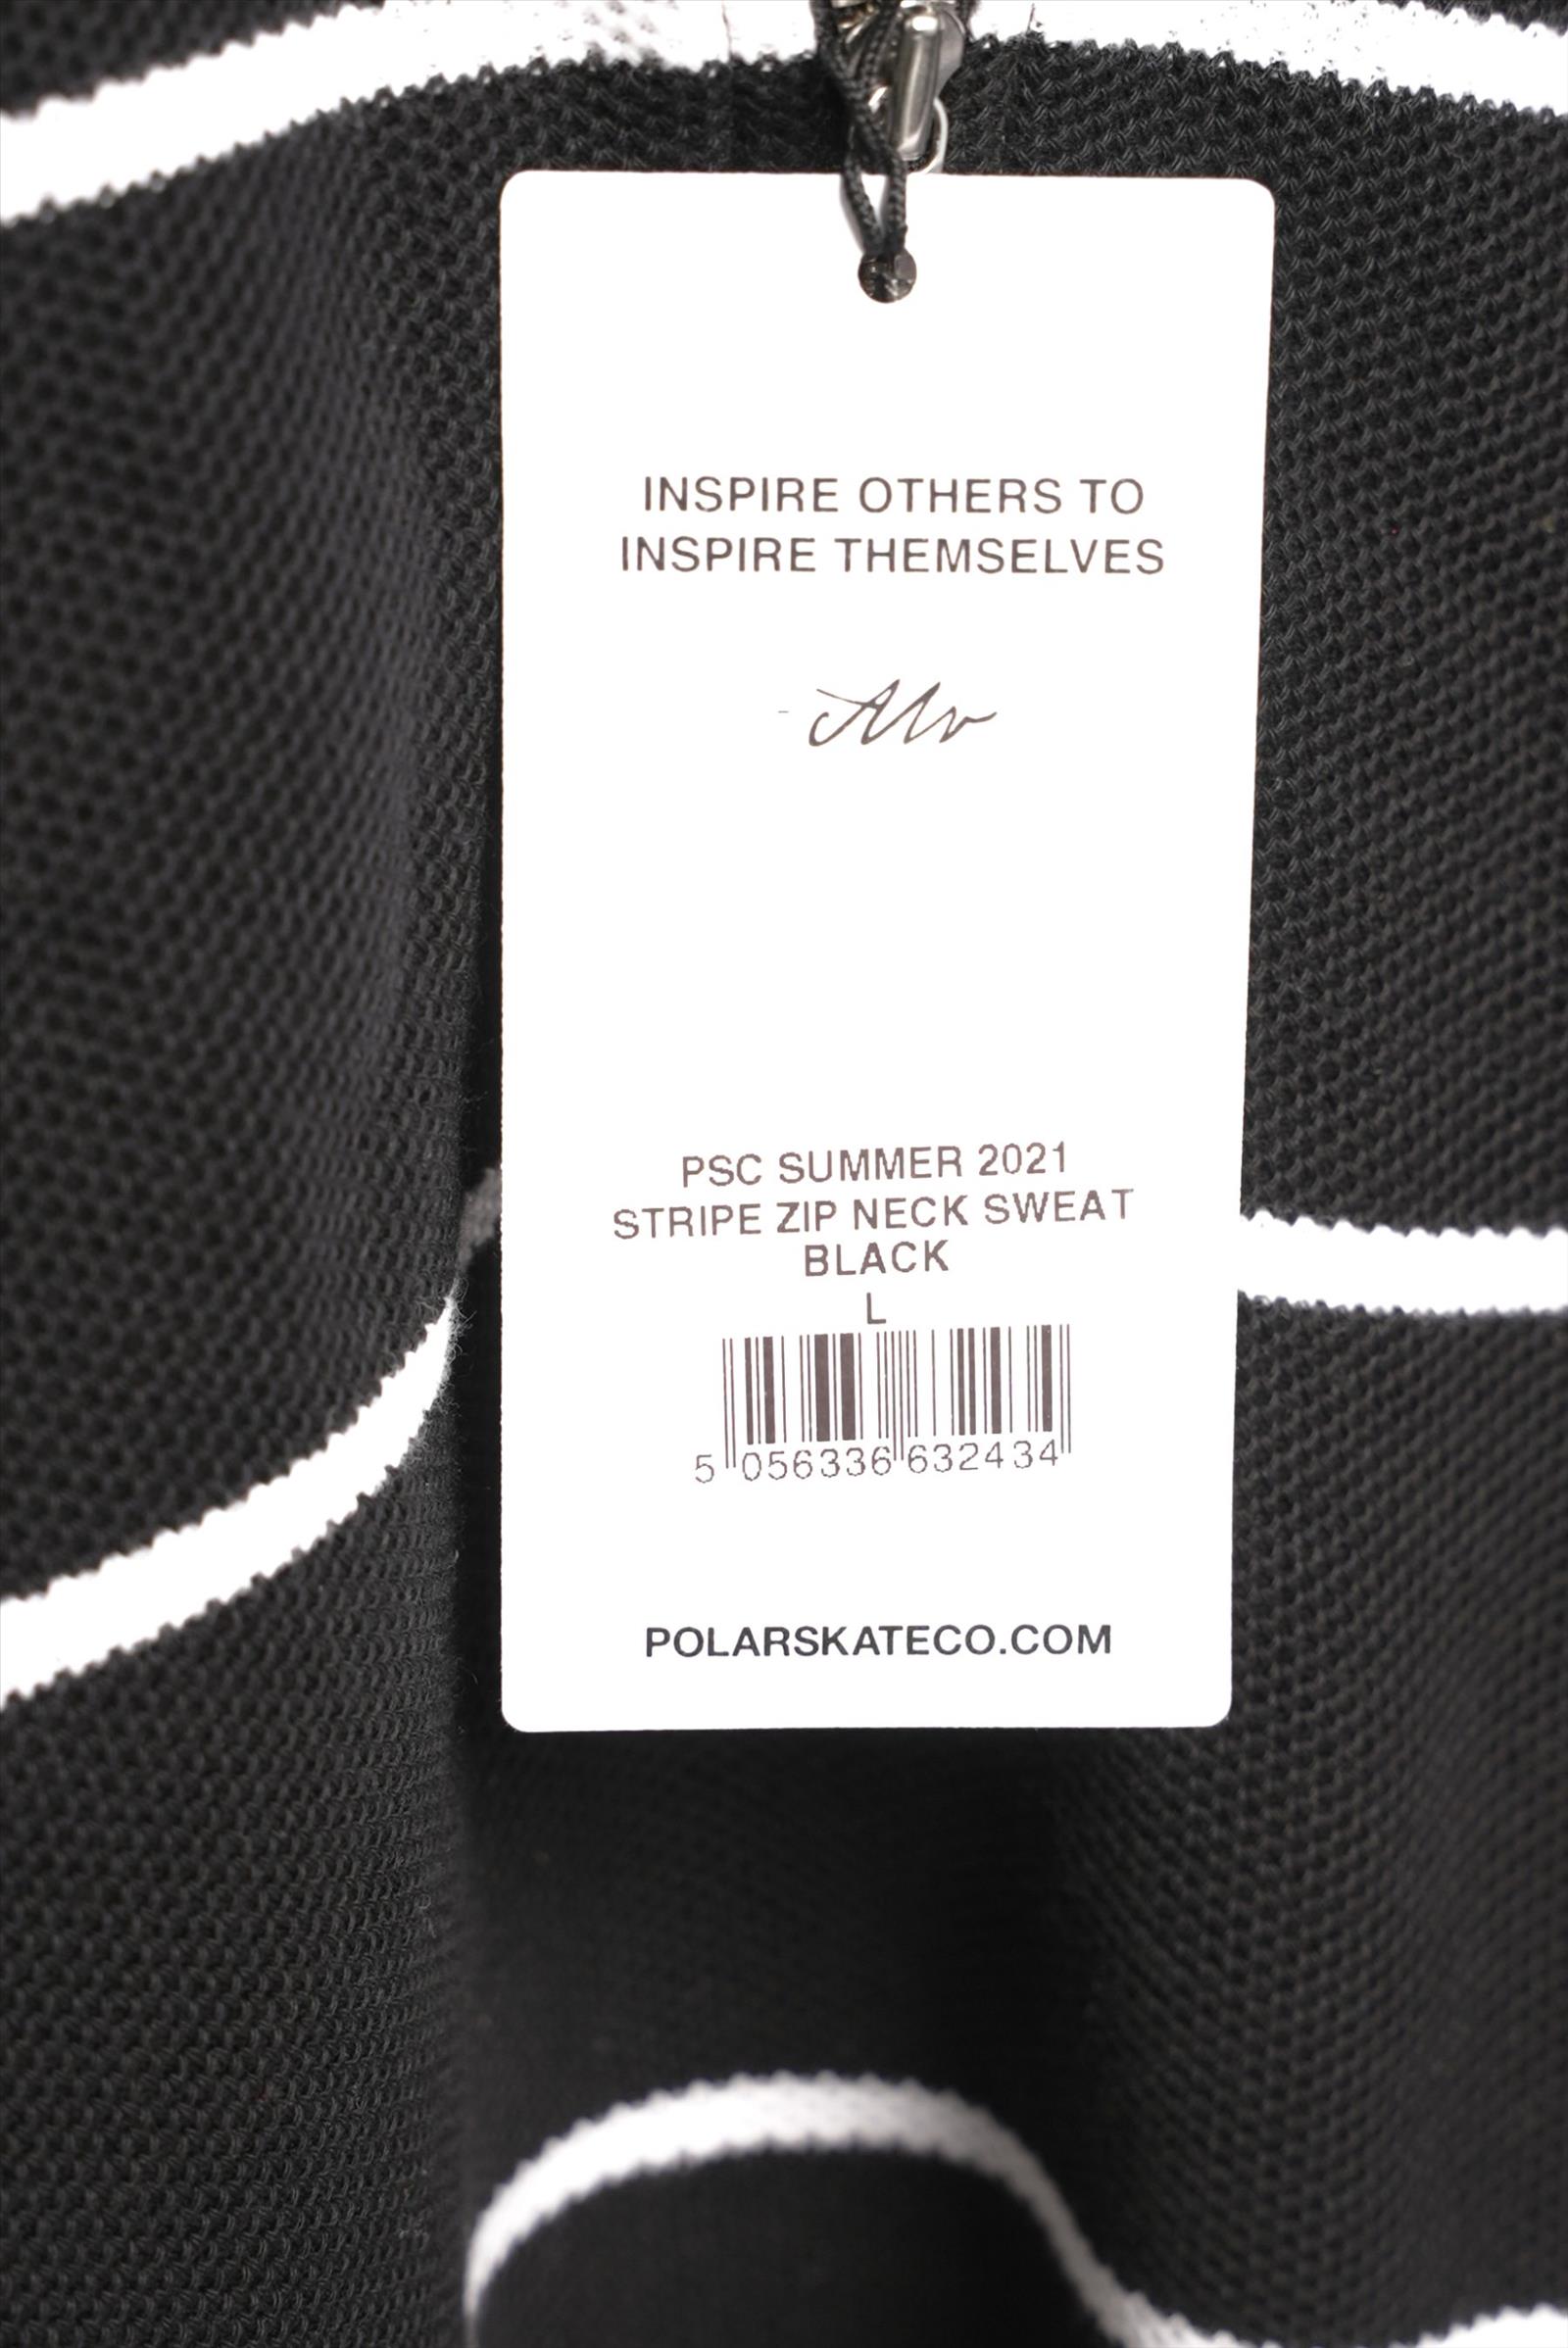 INSPIRE OTHERS TO
INSPIRE THEMSELVES
PSC SUMMER 2021
STRIPE ZIP NECK SWEAT
BLACK
L
5 056336 632434
POLARSKATECO.COM